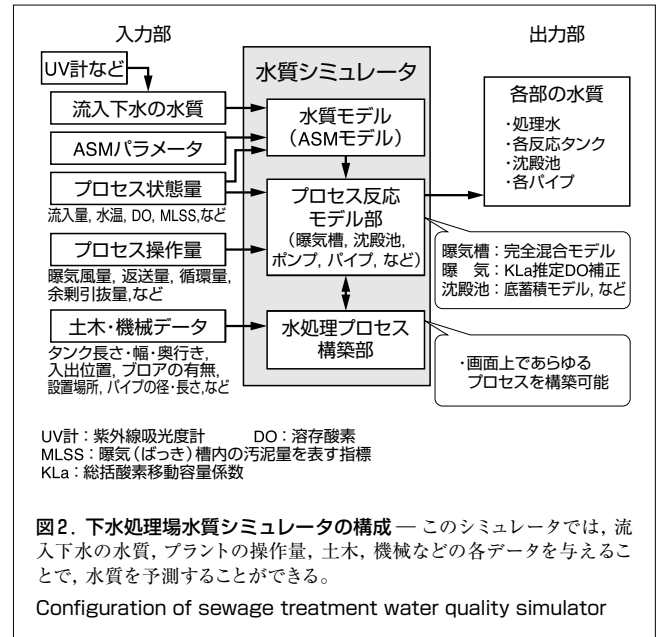 入力部
出力部
UV計など
水質シミュレータ
流入下水の水質
ASMパラメータ
プロセス状態量
流入量, 水温, DO, MLSS,など
プロセス操作量
曝気風量, 返送量, 循環量,
余剰引抜量,など
土木・機械データ
タンク長さ・幅・奥行き,
入出位置, ブロアの有無,
設置場所, パイプの径・長さ,など
水質モデル
(ASMモデル)
プロセス反応
モデル部
(曝気槽, 沈殿池,
ポンプ, パイプ, など)
水処理プロセス
構築部
各部の水質
・処理水
・各反応タンク
・沈殿池
・各パイプ
曝気槽：完全混合モデル
曝　気：KLa推定DO補正
沈殿池：底蓄積モデル, など
・画面上であらゆる
プロセスを構築可能
UV計：紫外線吸光度計　　DO：溶存酸素
MLSS：曝気(ばっき)槽内の汚泥量を表す指標
KLa：総括酸素移動容量係数
図2. 下水処理場水質シミュレータの構成 ― このシミュレータでは, 流
入下水の水質, プラントの操作量, 土木, 機械などの各データを与えるこ
とで, 水質を予測することができる。
Configuration of sewage treatment water quality simulator